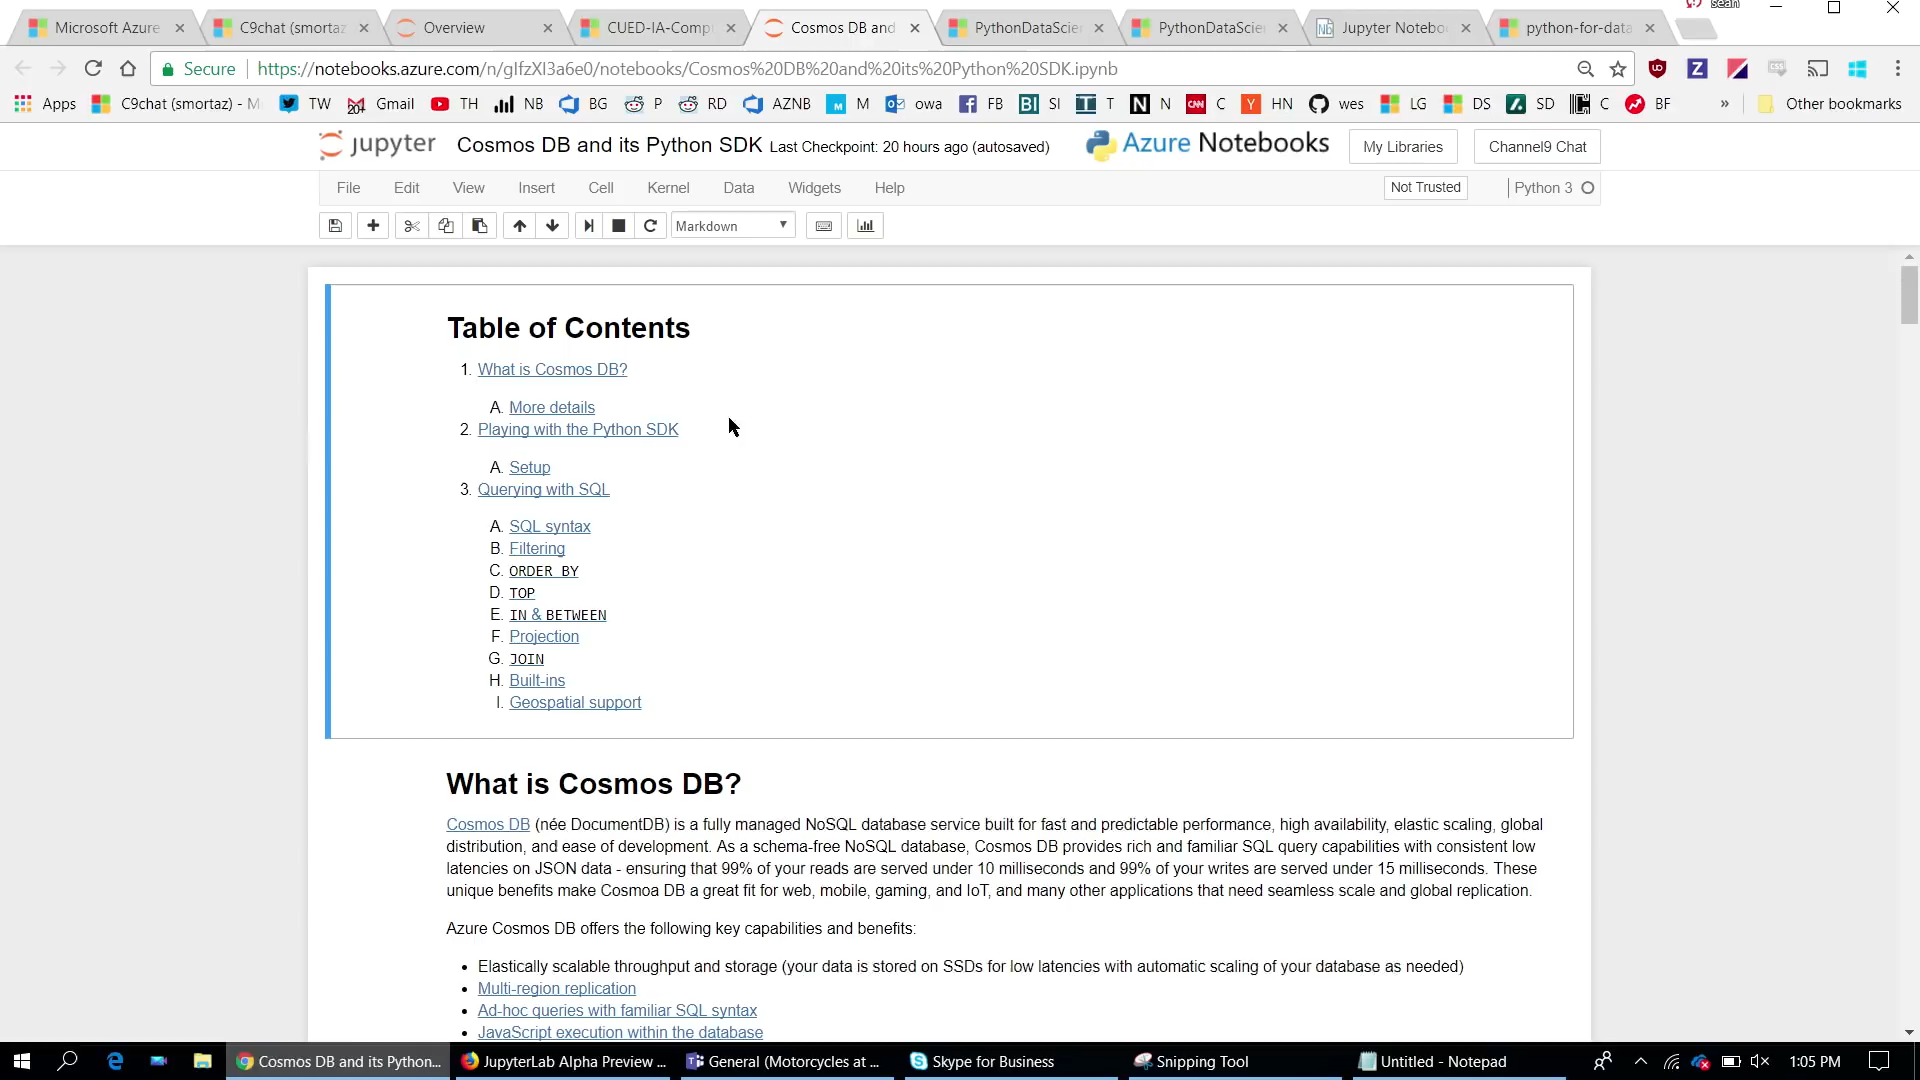 sean
Microsoft Azure
C9chat (smortaz
Overview
CUED-IA-Comp
Cosmos DB and
PythonDataScien
PythonDataScien
Jupyter Notebo
python-for-data
Secure
https://notebooks.azure.com/n/gIfzXI3a6e0/notebooks/Cosmos%20DB%20and%20its%20Python%20SDK.ipynb
Apps C9chat (smortaz) - M TW Gmail TH NB BG P RD AZNB M owa FB SI T N C HN wes LG DS SD C BF » Other bookmarks
jupyter Cosmos DB and its Python SDK Last Checkpoint: 20 hours ago (autosaved) Azure Notebooks My Libraries Channel9 Chat
File Edit View Insert Cell Kernel Data Widgets Help Not Trusted Python 3
Markdown
Table of Contents
1. What is Cosmos DB?
A. More details
2. Playing with the Python SDK
A. Setup
3. Querying with SQL
A. SQL syntax
B. Filtering
C. ORDER BY
D. TOP
E. IN & BETWEEN
F. Projection
G. JOIN
H. Built-ins
I. Geospatial support
What is Cosmos DB?
Cosmos DB (née DocumentDB) is a fully managed NoSQL database service built for fast and predictable performance, high availability, elastic scaling, global
distribution, and ease of development. As a schema-free NoSQL database, Cosmos DB provides rich and familiar SQL query capabilities with consistent low
latencies on JSON data - ensuring that 99% of your reads are served under 10 milliseconds and 99% of your writes are served under 15 milliseconds. These
unique benefits make Cosmoa DB a great fit for web, mobile, gaming, and IoT, and many other applications that need seamless scale and global replication.
Azure Cosmos DB offers the following key capabilities and benefits:
• Elastically scalable throughput and storage (your data is stored on SSDs for low latencies with automatic scaling of your database as needed)
• Multi-region replication
• Ad-hoc queries with familiar SQL syntax
• JavaScript execution within the database
Cosmos DB and its Python... JupyterLab Alpha Preview ... General (Motorcycles at ... Skype for Business Snipping Tool Untitled - Notepad 1:05 PM